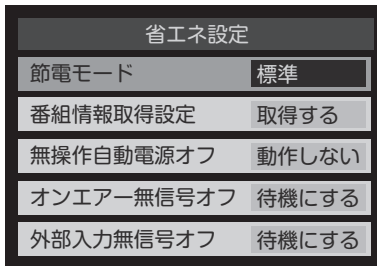 省エネ設定
節電モード 標準
番組情報取得設定 取得する
無操作自動電源オフ 動作しない
オンエアー無信号オフ 待機にする
外部入力無信号オフ 待機にする